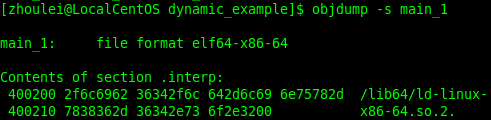 [zhoulei@LocalCentOS dynamic_example]$ objdump -s main_1
main_1:     file format elf64-x86-64
Contents of section .interp:
 400200 2f6c6962 36342f6c 642d6c69 6e75782d  /lib64/ld-linux-
 400210 7838362d 36342e73 6f2e3200           x86-64.so.2.